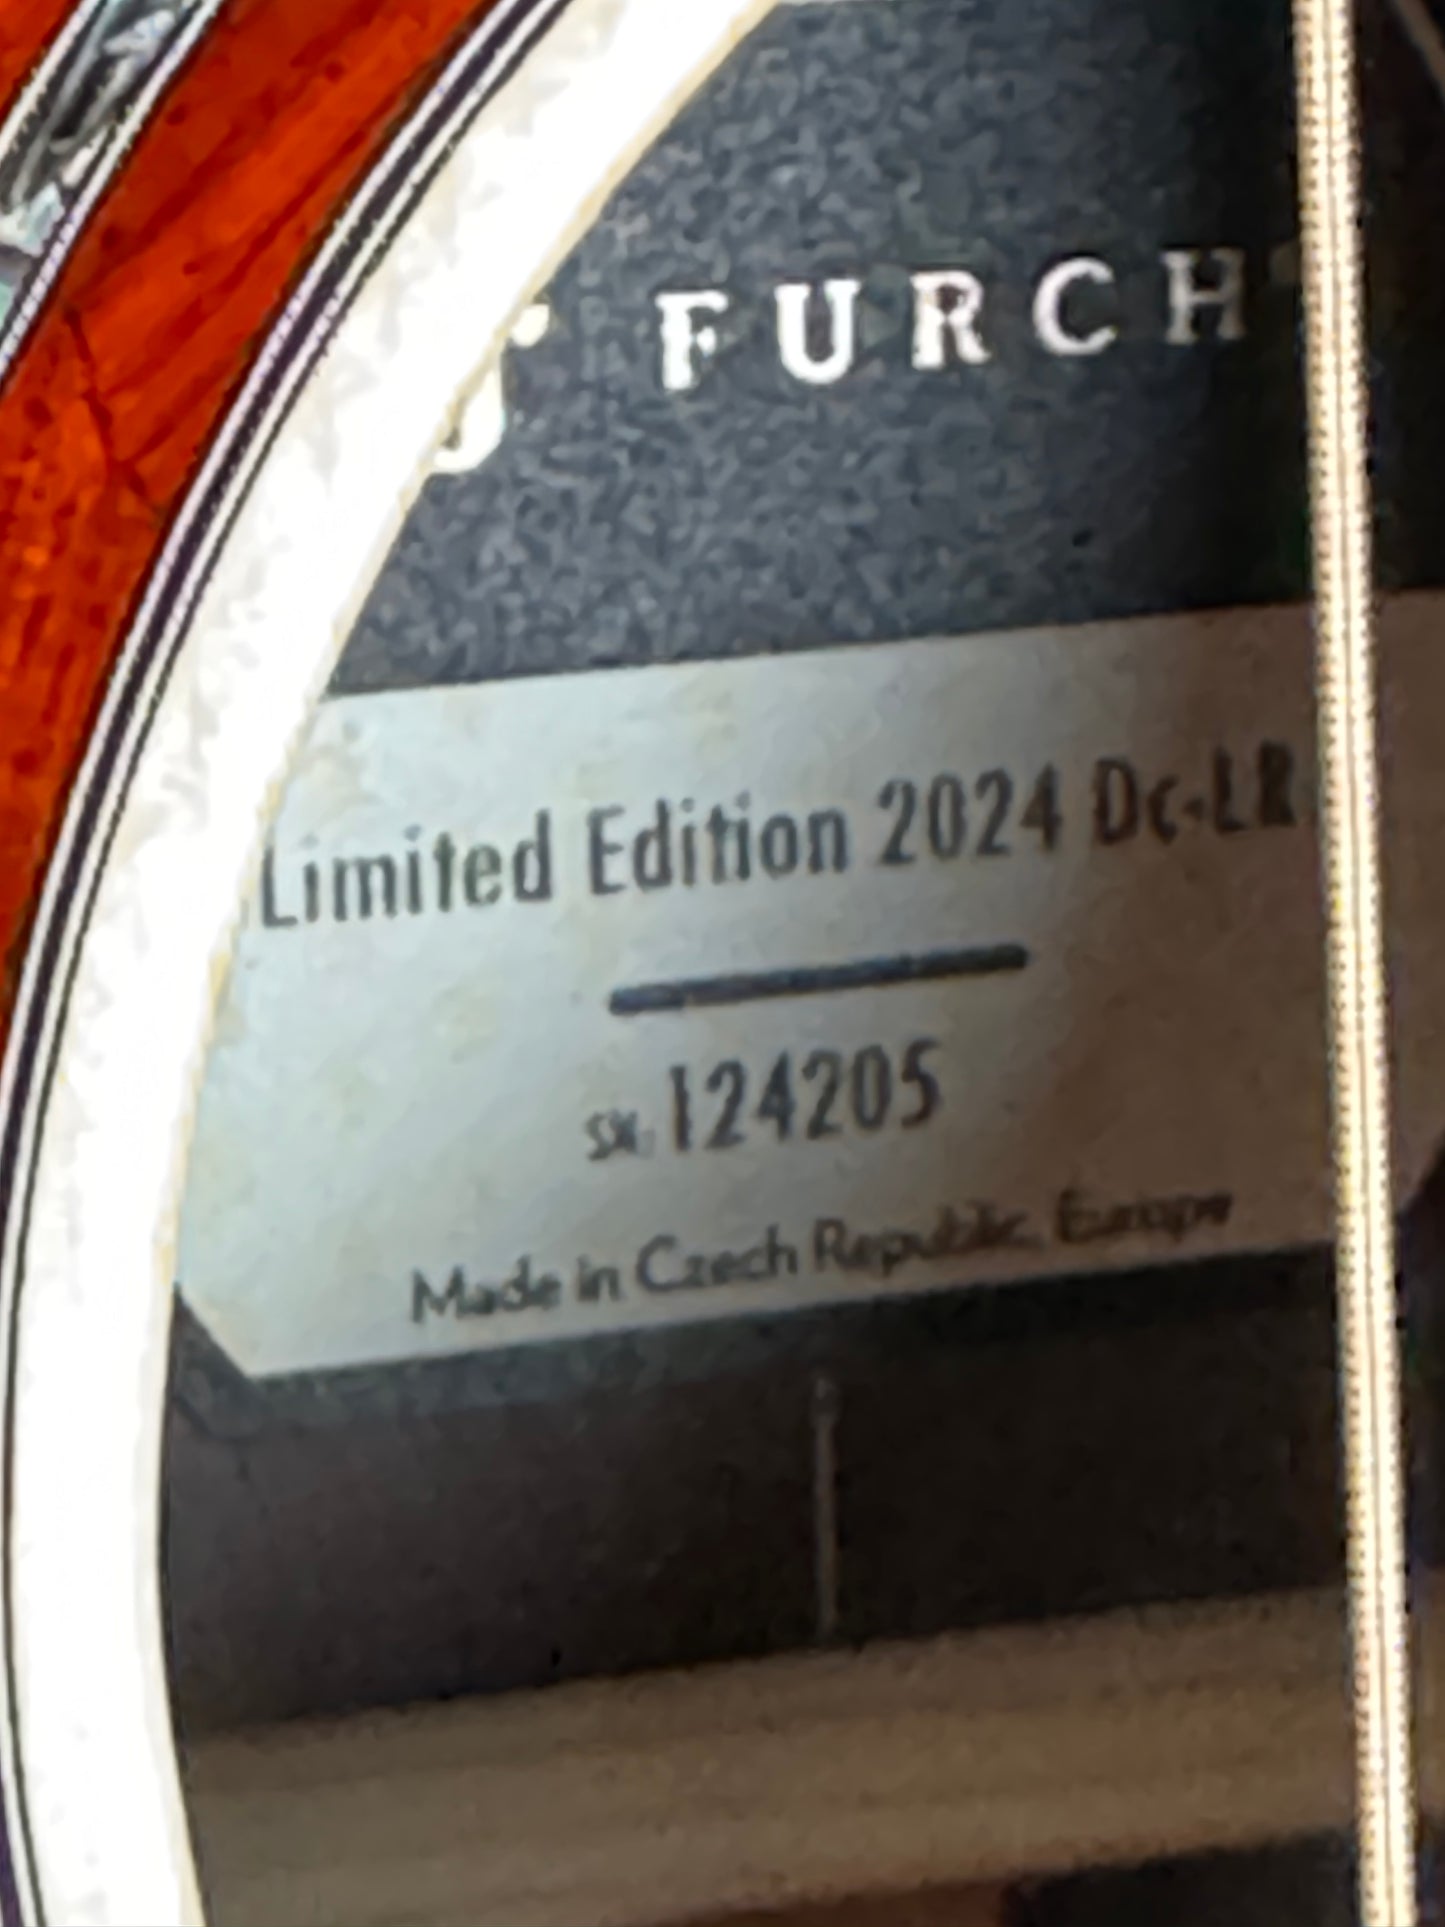 FURCH
Limited Edition 2024 Dc-LR
SN. 124205
Made in Czech Republic, Europe